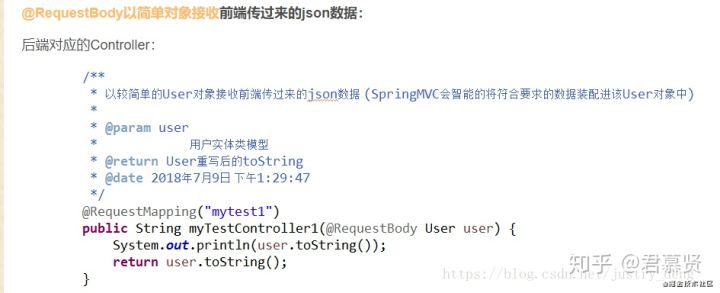 @RequestBody以简单对象接收前端传过来的json数据：
后端对应的Controller：
/**
 * 以较简单的User对象接收前端传过来的json数据 (SpringMVC会智能的将符合要求的数据装配进该User对象中)
 *
 * @param user
 *            用户实体类模型
 * @return User重写后的toString
 * @date 2018年7月9日 下午1:29:47
 */
@RequestMapping("mytest1")
public String myTestController1(@RequestBody User user) {
    System.out.println(user.toString());
    return user.toString();
}
知乎 @君慕贤
https://blog.csdn.net/justry_deng
@稀土掘金技术社区